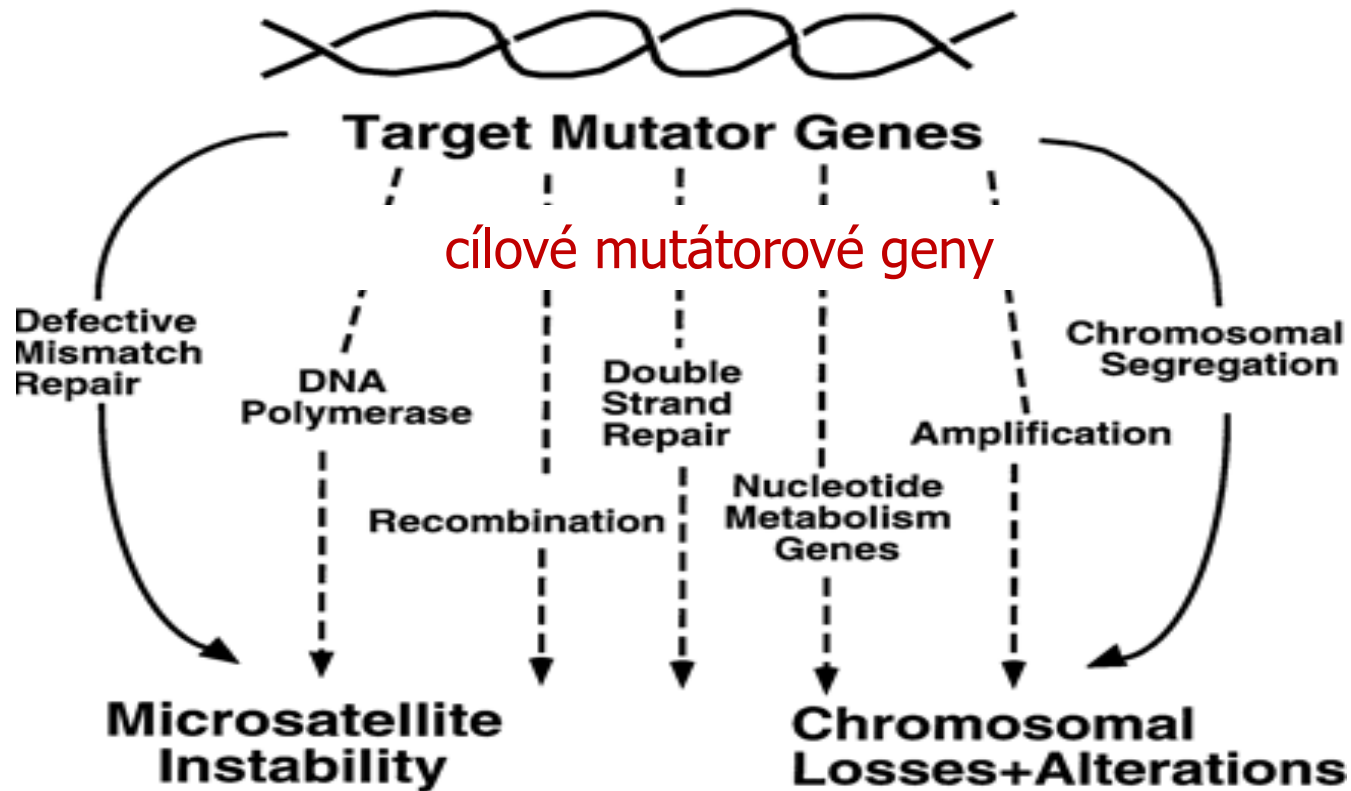 Target Mutator Genes
cílové mutátorové geny
Defective
Mismatch
Repair
DNA
Polymerase
Recombination
Double
Strand
Repair
Nucleotide
Metabolism
Genes
Amplification
Chromosomal
Segregation
Microsatellite
Instability
Chromosomal
Losses+Alterations